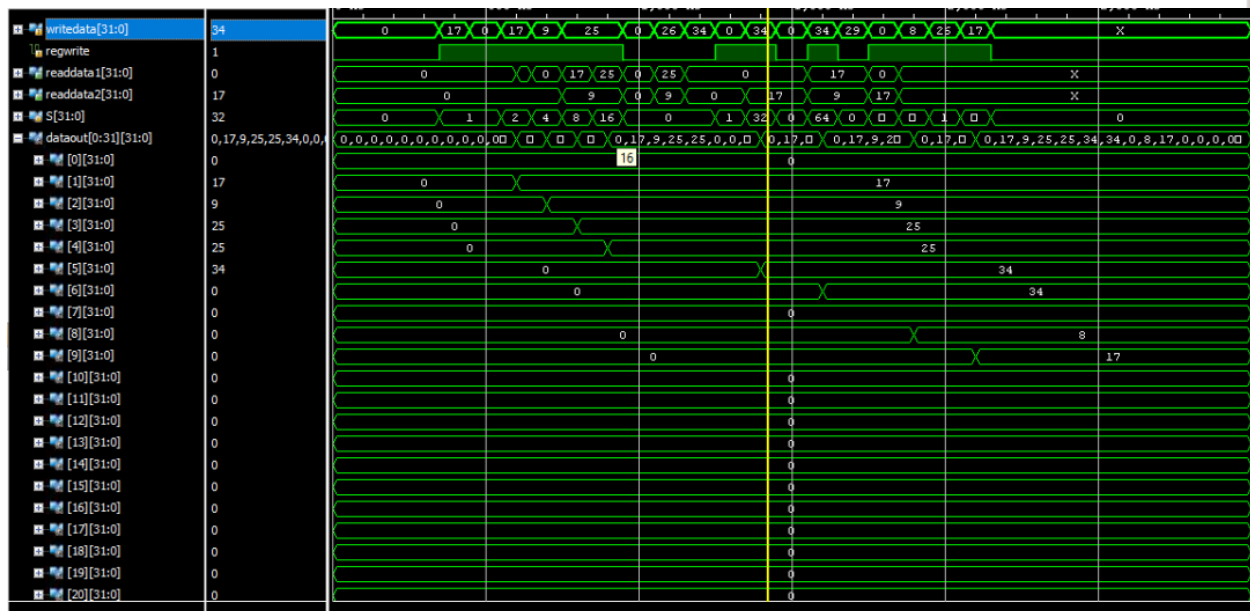 writedata[31:0] 34 0 17 0 17 9 25 0 26 34 0 34 0 34 29 0 8 25 17 X
regwrite 1
readdata1[31:0] 0 0 0 17 25 0 25 0 17 0 X
readdata2[31:0] 17 0 9 0 9 0 17 9 17 X
S[31:0] 32 0 1 2 4 8 16 0 1 32 0 64 0 1 0
dataout[0:31][31:0] 0,17,9,25,25,34,0,0, 0,0,0,0,0,0,0,0,0,0,0 0,17,9,25,25,0,0, 0,17, 0,17,9,2 0,17, 0,17,9,25,25,34,34,0,8,17,0,0,0,0
16
[0][31:0] 0 0
[1][31:0] 17 0 17
[2][31:0] 9 0 9
[3][31:0] 25 0 25
[4][31:0] 25 0 25
[5][31:0] 34 0 34
[6][31:0] 0 0 34
[7][31:0] 0 0
[8][31:0] 0 0 8
[9][31:0] 0 0 17
[10][31:0] 0 0
[11][31:0] 0 0
[12][31:0] 0 0
[13][31:0] 0 0
[14][31:0] 0 0
[15][31:0] 0 0
[16][31:0] 0 0
[17][31:0] 0 0
[18][31:0] 0 0
[19][31:0] 0 0
[20][31:0] 0 0